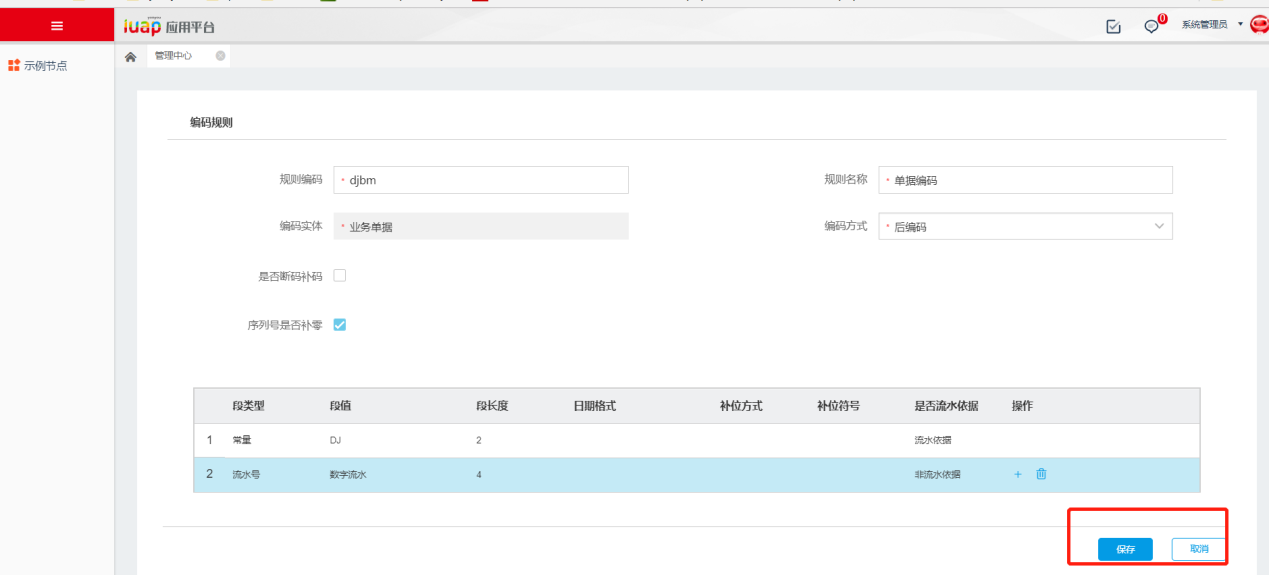 iuap 应用平台
0
系统管理员
示例节点
管理中心
编码规则
规则编码 * djbm
规则名称 * 单据编码
编码实体 * 业务单据
编码方式 * 后编码
是否断码补码
序列号是否补零
段类型 段值 段长度 日期格式 补位方式 补位符号 是否流水依据 操作
1 常量 DJ 2 流水依据
2 流水号 数字流水 4 非流水依据 +
保存 取消